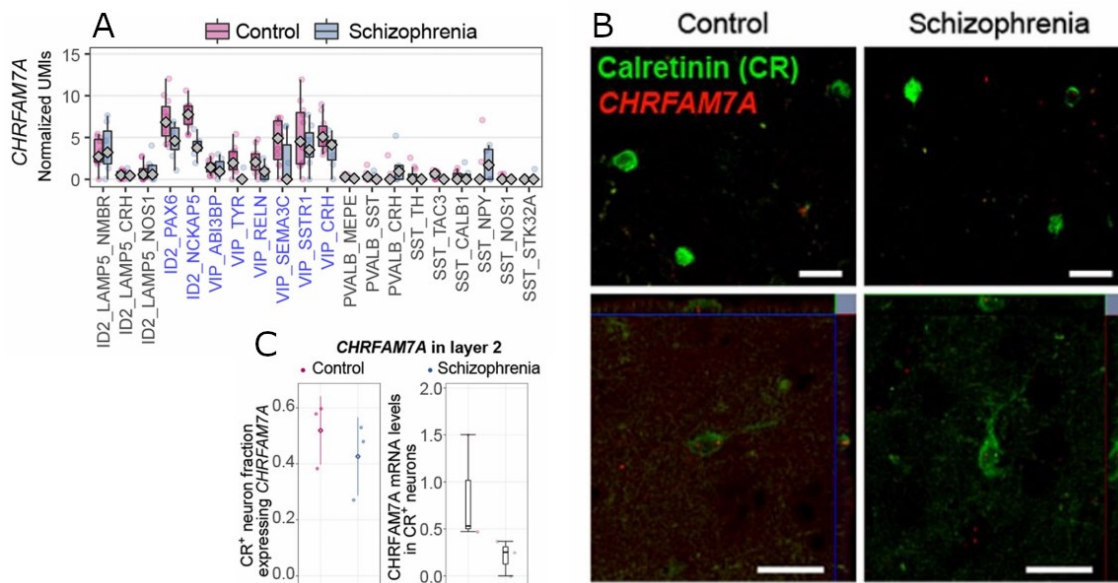 A
Control
Schizophrenia
CHRFAM7A
Normalized UMIs
15
10
5
0
ID2_LAMP5_NMBR
ID2_LAMP5_CRH
ID2_LAMP5_NOS1
ID2_PAX6
ID2_NCKAP5
VIP_ABI3BP
VIP_TYR
VIP_RELN
VIP_SEMA3C
VIP_SSTR1
VIP_CRH
PVALB_MEPE
PVALB_SST
PVALB_CRH
SST_TH
SST_TAC3
SST_CALB1
SST_NPY
SST_NOS1
SST_STK32A
C
CHRFAM7A in layer 2
Control
Schizophrenia
CR+ neuron fraction
expressing CHRFAM7A
0.6
0.4
0.2
0.0
CHRFAM7A mRNA levels
in CR+ neurons
2.0
1.5
1.0
0.5
0.0
B
Control
Schizophrenia
Calretinin (CR)
CHRFAM7A